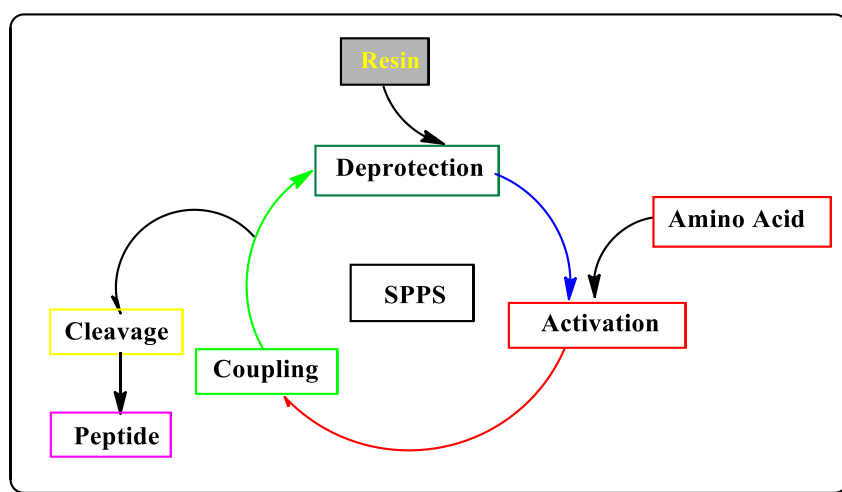 Resin
Deprotection
Amino Acid
SPPS
Activation
Cleavage
Coupling
Peptide